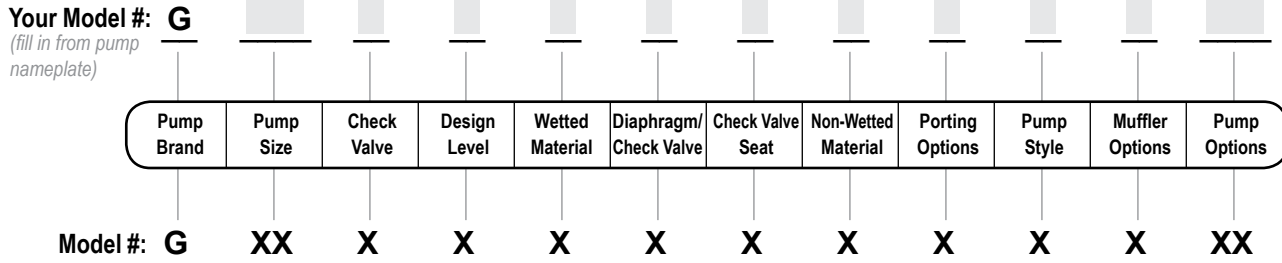 Your Model #: G
(fill in from pump
nameplate)
Pump Pump Check Design Wetted Diaphragm/ Check Valve Non-Wetted Porting Pump Muffler Pump
Brand Size Valve Level Material Check Valve Seat Material Options Style Options Options
Model #: G XX X X X X X X X X X XX